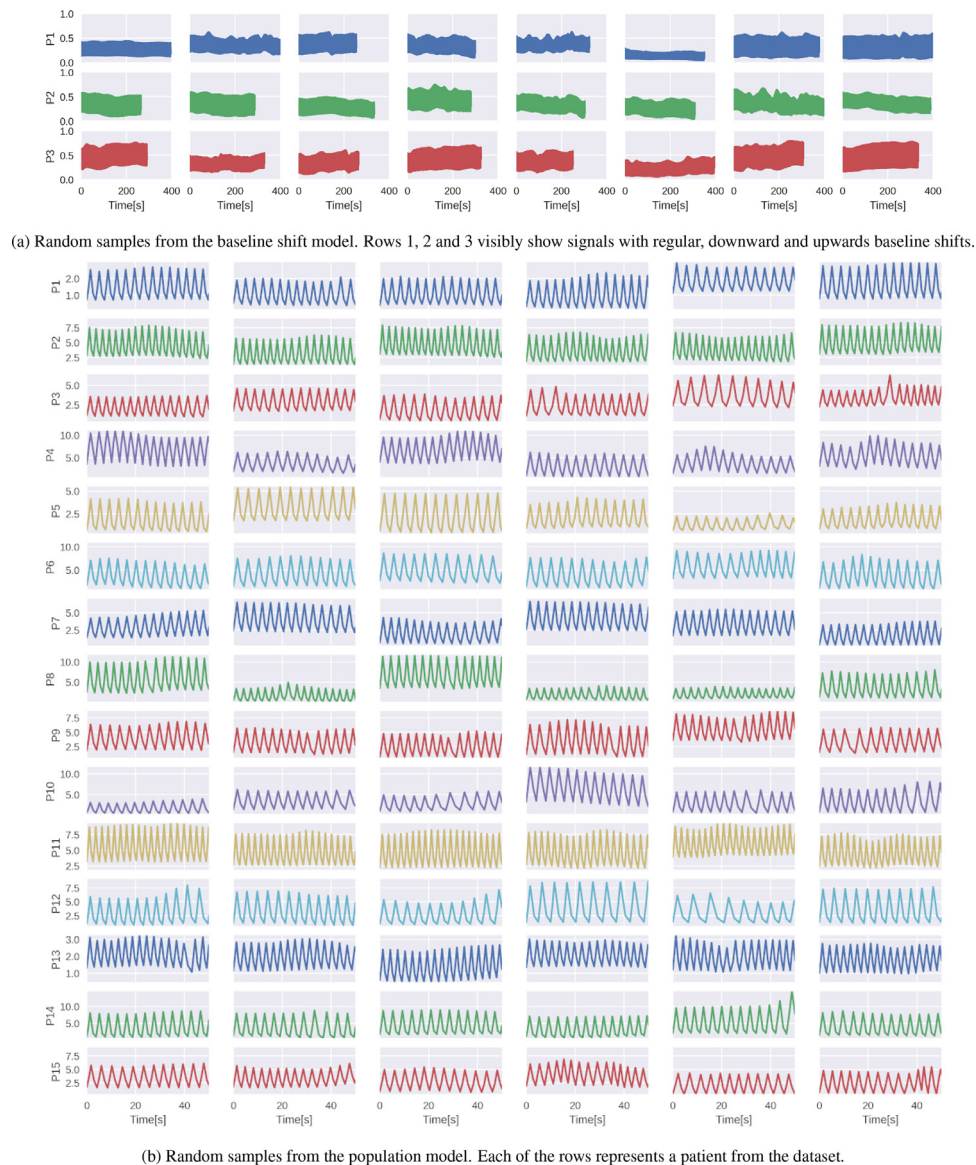 P1
1.0
0.5
0.0
P2
1.0
0.5
0.0
P3
1.0
0.5
0.0
0 200 400 0 200 400 0 200 400 0 200 400 0 200 400 0 200 400 0 200 400 0 200 400
Time[s] Time[s] Time[s] Time[s] Time[s] Time[s] Time[s] Time[s]
(a) Random samples from the baseline shift model. Rows 1, 2 and 3 visibly show signals with regular, downward and upwards baseline shifts.
P1
2.0
1.0
P2
7.5
5.0
2.5
P3
5.0
2.5
P4
10.0
5.0
P5
5.0
2.5
P6
10.0
5.0
P7
5.0
2.5
P8
10.0
5.0
P9
7.5
5.0
2.5
P10
10.0
5.0
P11
7.5
5.0
2.5
P12
7.5
5.0
2.5
P13
3.0
2.0
1.0
P14
10.0
5.0
P15
7.5
5.0
2.5
0 20 40 0 20 40 0 20 40 0 20 40 0 20 40 0 20 40
Time[s] Time[s] Time[s] Time[s] Time[s] Time[s]
(b) Random samples from the population model. Each of the rows represents a patient from the dataset.